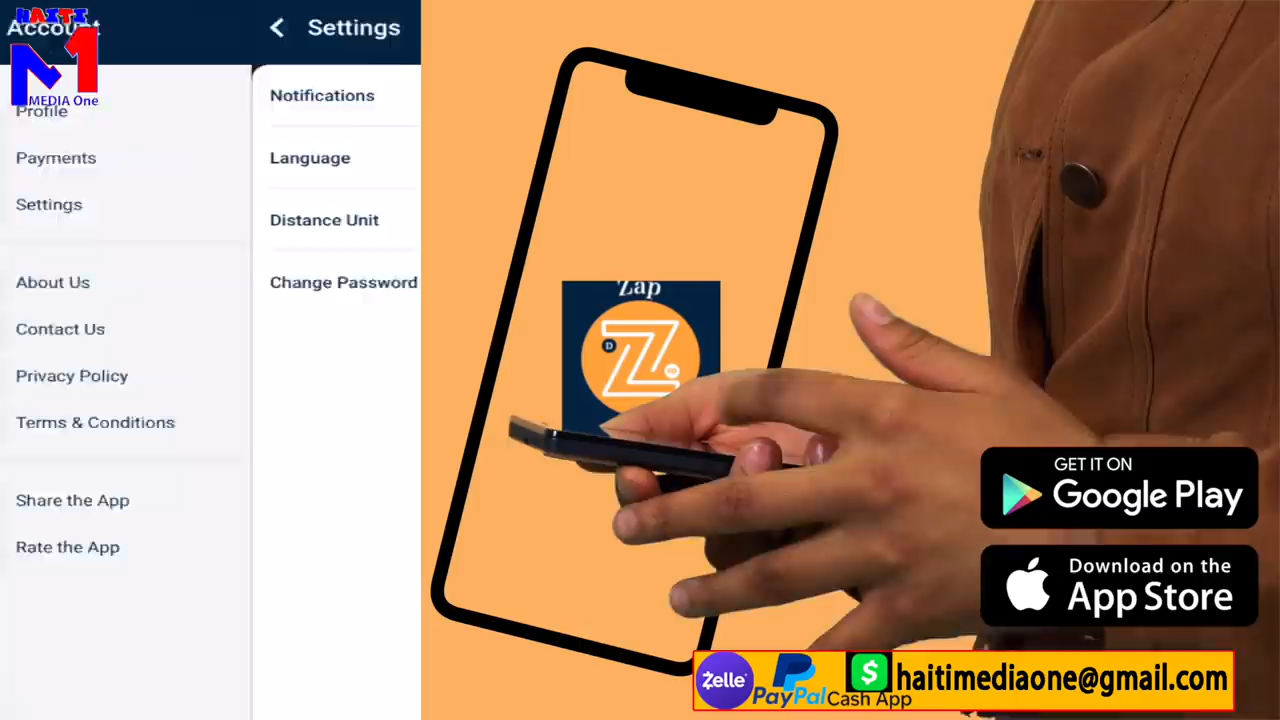 HAITI
M1
MEDIA One
Account
Profile
Payments
Settings
About Us
Contact Us
Privacy Policy
Terms & Conditions
Share the App
Rate the App
Settings
Notifications
Language
Distance Unit
Change Password
Zap
D
Z
GET IT ON
Google Play
Download on the
App Store
Zelle
PayPal
$
Cash App
haitimediaone@gmail.com